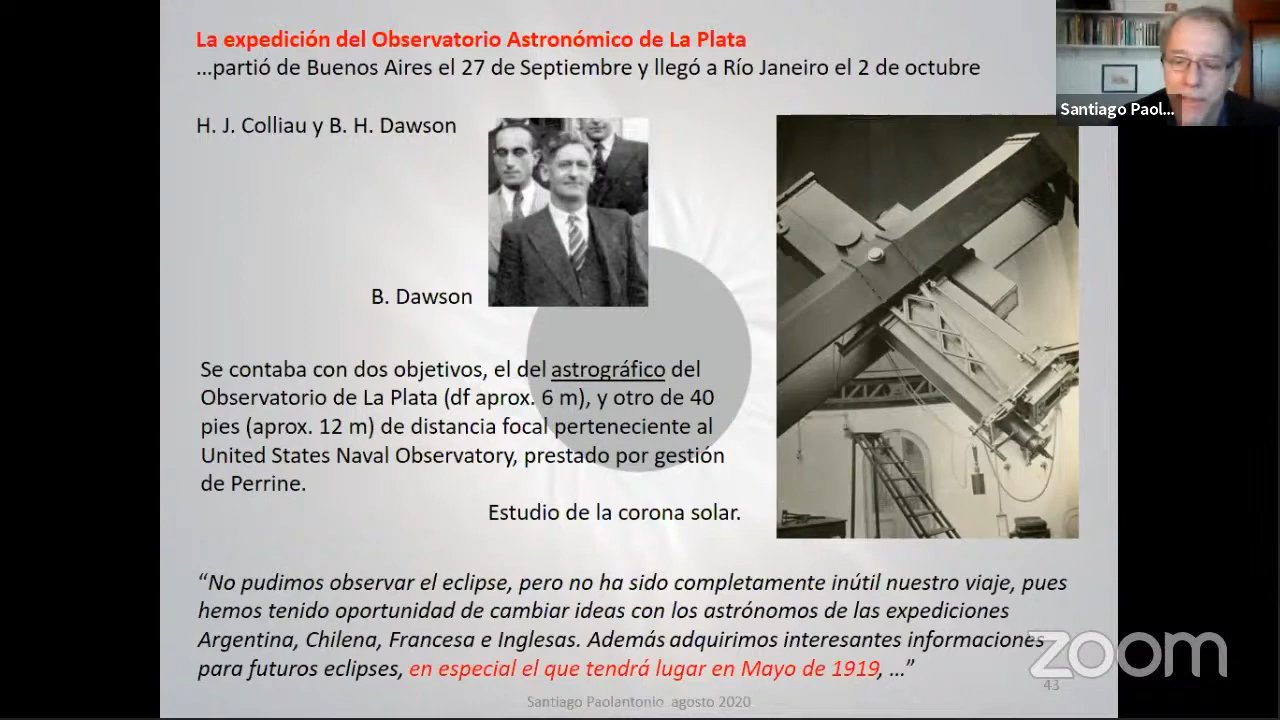 La expedición del Observatorio Astronómico de La Plata
...partió de Buenos Aires el 27 de Septiembre y llegó a Río Janeiro el 2 de octubre
Santiago Paol...
H. J. Colliau y B. H. Dawson
B. Dawson
Se contaba con dos objetivos, el del astrográfico del
Observatorio de La Plata (df aprox. 6 m), y otro de 40
pies (aprox. 12 m) de distancia focal perteneciente al
United States Naval Observatory, prestado por gestión
de Perrine.
Estudio de la corona solar.
“No pudimos observar el eclipse, pero no ha sido completamente inútil nuestro viaje, pues
hemos tenido oportunidad de cambiar ideas con los astrónomos de las expediciones
Argentina, Chilena, Francesa e Inglesas. Además adquirimos interesantes informaciones
para futuros eclipses, en especial el que tendrá lugar en Mayo de 1919, ...”
zoom
43
Santiago Paolantonio agosto 2020